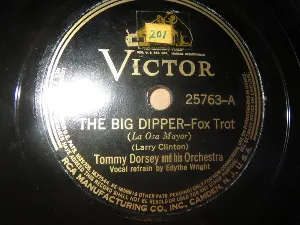 201
VICTOR
25763-A
THE BIG DIPPER-Fox Trot
(La Osa Mayor)
(Larry Clinton)
Tommy Dorsey and his Orchestra
Vocal refrain by Edythe Wright
RCA MANUFACTURING CO., INC. CAMDEN, N.J., U.S.A.